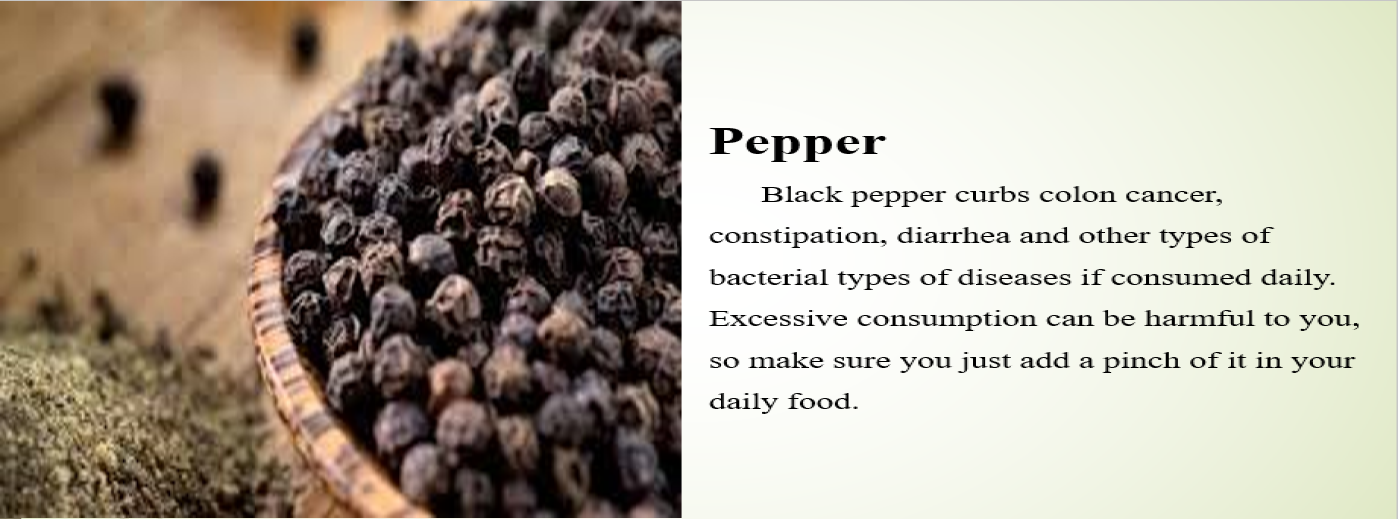 Pepper
Black pepper curbs colon cancer,
constipation, diarrhea and other types of
bacterial types of diseases if consumed daily.
Excessive consumption can be harmful to you,
so make sure you just add a pinch of it in your
daily food.